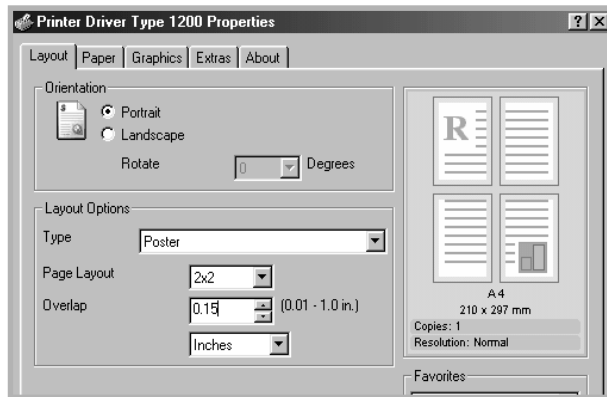 Printer Driver Type 1200 Properties
Layout Paper Graphics Extras About
Orientation
Portrait
Landscape
Rotate 0 Degrees
Layout Options
Type Poster
Page Layout 2x2
Overlap 0.15 (0.01 - 1.0 in.)
Inches
R
A4
210 x 297 mm
Copies: 1
Resolution: Normal
Favorites